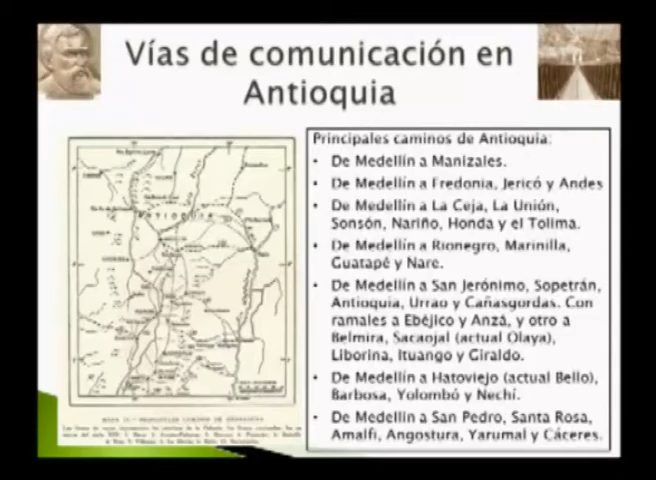 Vías de comunicación en
Antioquia
Principales caminos de Antioquia:
• De Medellín a Manizales.
• De Medellín a Fredonia, Jericó y Andes
• De Medellín a La Ceja, La Unión,
Sonsón, Nariño, Honda y el Tolima.
• De Medellín a Rionegro, Marinilla,
Guatapé y Nare.
• De Medellín a San Jerónimo, Sopetrán,
Antioquia, Urrao y Cañasgordas. Con
ramales a Ebéjico y Anzá, y otro a
Belmira, Sacaojal (actual Olaya),
Liborina, Ituango y Giraldo.
• De Medellín a Hatoviejo (actual Bello),
Barbosa, Yolombó y Nechí.
• De Medellín a San Pedro, Santa Rosa,
Amalfi, Angostura, Yarumal y Cáceres.
ANTIOQUIA